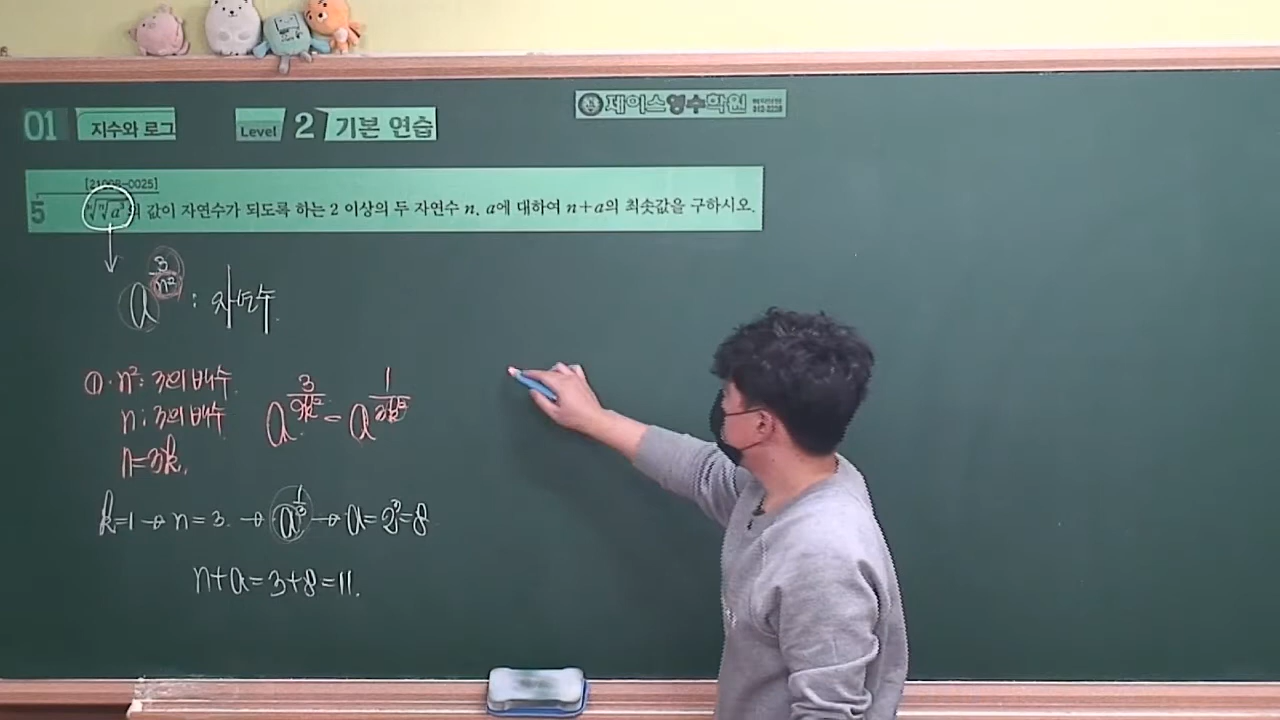 01 지수와 로그 Level 2 기본 연습
제이스영수학원
[21008-0025]
5 ⁿ√ⁿ√a³의 값이 자연수가 되도록 하는 2 이상의 두 자연수 n, a에 대하여 n+a의 최솟값을 구하시오.
a^(3/n²) : 자연수.
① · n² : 3의 배수.
n : 3의 배수
a^(3/9k²) = a^(1/3k²)
n=3k.
k=1 → n=3. → a^(1/3) → a=2³=8
n+a=3+8=11.